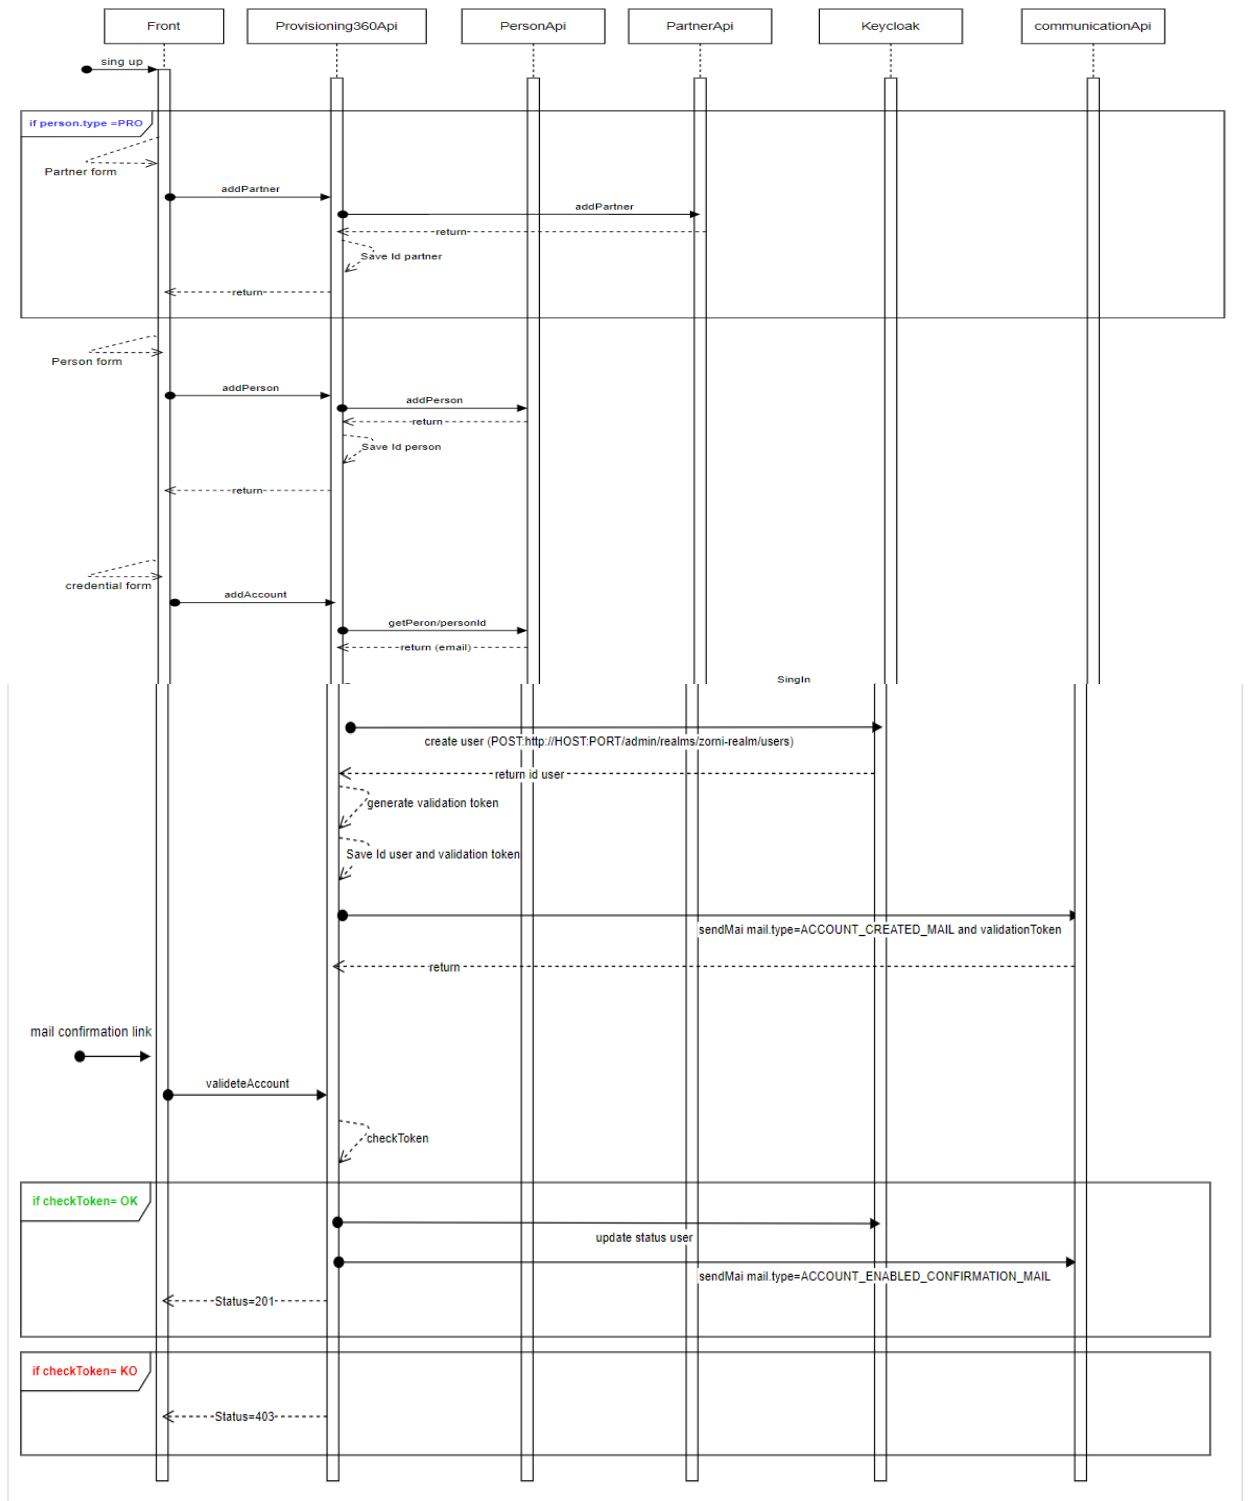 Front
Provisioning360Api
PersonApi
PartnerApi
Keycloak
communicationApi
sing up
if person.type =PRO
Partner form
addPartner
addPartner
return
Save Id partner
return
Person form
addPerson
addPerson
return
Save Id person
return
credential form
addAccount
getPeron/personId
return (email)
SingIn
create user (POST:http://HOST:PORT/admin/realms/zorni-realm/users)
return id user
generate validation token
Save Id user and validation token
sendMai mail.type=ACCOUNT_CREATED_MAIL and validationToken
return
mail confirmation link
valideteAccount
checkToken
if checkToken= OK
update status user
sendMai mail.type=ACCOUNT_ENABLED_CONFIRMATION_MAIL
Status=201
if checkToken= KO
Status=403